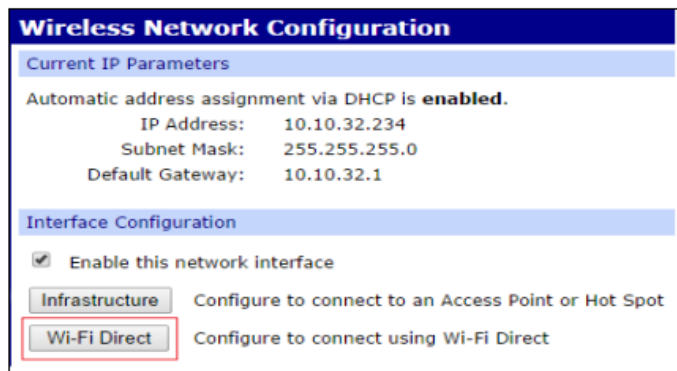 Wireless Network Configuration
Current IP Parameters
Automatic address assignment via DHCP is enabled.
IP Address: 10.10.32.234
Subnet Mask: 255.255.255.0
Default Gateway: 10.10.32.1
Interface Configuration
Enable this network interface
Infrastructure Configure to connect to an Access Point or Hot Spot
Wi-Fi Direct Configure to connect using Wi-Fi Direct